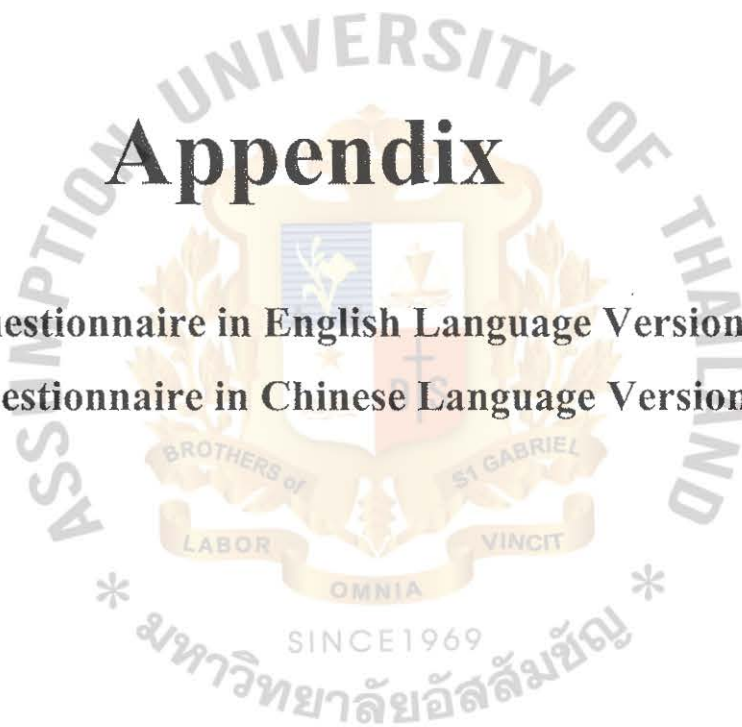 ASSUMPTION UNIVERSITY OF THAILAND
Appendix
uestionnaire in English Language Version
estionnaire in Chinese Language Version
D S
BROTHERS of
ST GABRIEL
LABOR
VINCIT
OMNIA
* *
SINCE1969
มหาวิทยาลัยอัสสัมชัญ